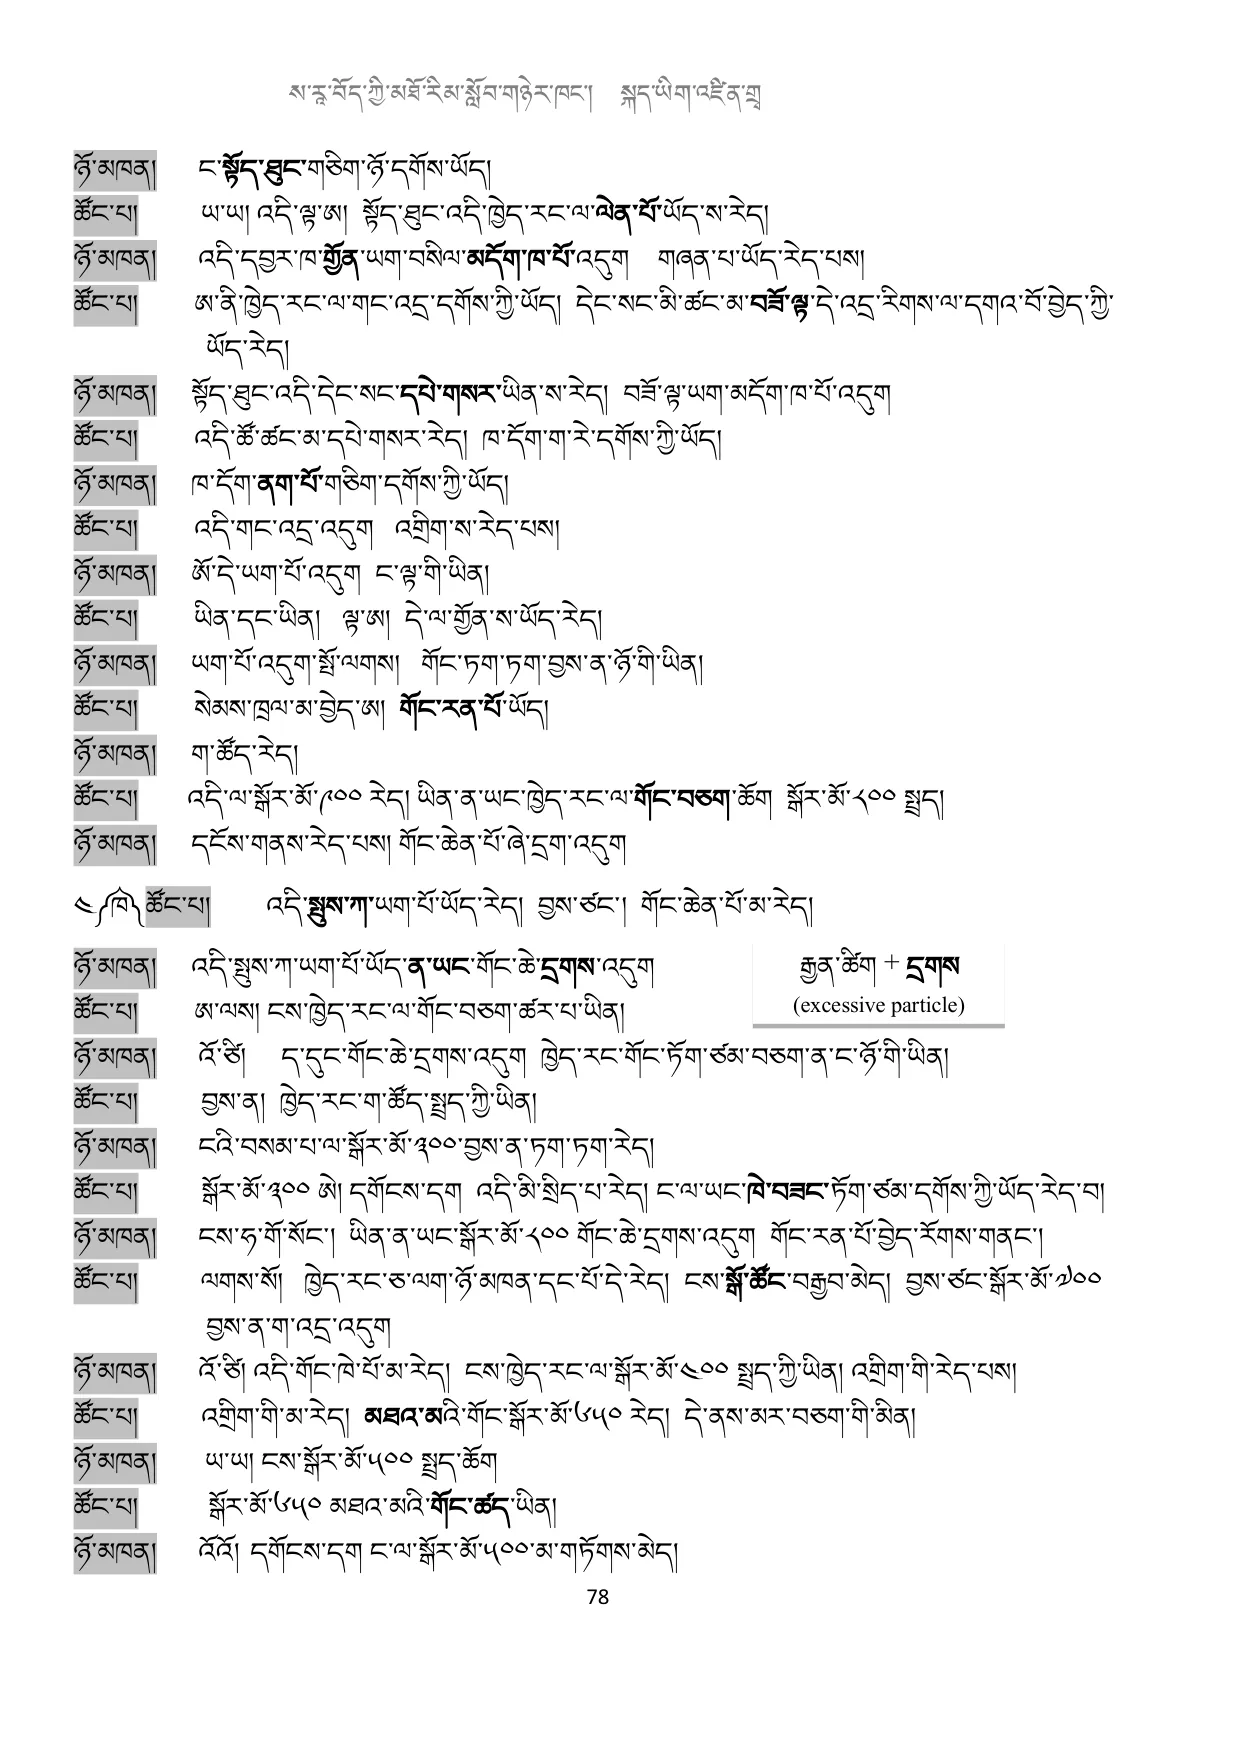 ས་རཱ་བོད་ཀྱི་མཐོ་རིམ་སློབ་གཉེར་ཁང་།    སྐད་ཡིག་འཛིན་གྲྭ
ཉོ་མཁན།    ང་སྟོད་ཐུང་གཅིག་ཉོ་དགོས་ཡོད།
ཚོང་པ།    ཡ་ཡ། འདི་ལྟ་ཨ།  སྟོད་ཐུང་འདི་ཁྱེད་རང་ལ་ལེན་པོ་ཡོད་ས་རེད།
ཉོ་མཁན།    འདི་དབྱར་ཁ་གྱོན་ཡག་བསིལ་མདོག་ཁ་པོ་འདུག    གཞན་པ་ཡོད་རེད་པས།
ཚོང་པ།    ཨ་ནི་ཁྱེད་རང་ལ་གང་འདྲ་དགོས་ཀྱི་ཡོད།  དེང་སང་མི་ཚང་མ་བཟོ་ལྟ་དེ་འདྲ་རིགས་ལ་དགའ་པོ་བྱེད་ཀྱི་
ཡོད་རེད།
ཉོ་མཁན།    སྟོད་ཐུང་འདི་དེང་སང་དཔེ་གསར་ཡིན་ས་རེད།  བཟོ་ལྟ་ཡག་མདོག་ཁ་པོ་འདུག
ཚོང་པ།    འདི་ཚོ་ཚང་མ་དཔེ་གསར་རེད།  ཁ་དོག་ག་རེ་དགོས་ཀྱི་ཡོད།
ཉོ་མཁན།    ཁ་དོག་ནག་པོ་གཅིག་དགོས་ཀྱི་ཡོད།
ཚོང་པ།    འདི་གང་འདྲ་འདུག   འགྲིག་ས་རེད་པས།
ཉོ་མཁན།    ཨོ་དེ་ཡག་པོ་འདུག  ང་ལྟ་གི་ཡིན།
ཚོང་པ།    ཡིན་དང་ཡིན།   ལྟ་ཨ།  དེ་ལ་གྱོན་ས་ཡོད་རེད།
ཉོ་མཁན།    ཡག་པོ་འདུག་སྤོ་ལགས།   གོང་ཏག་ཏག་བྱས་ན་ཉོ་གི་ཡིན།
ཚོང་པ།    སེམས་ཁྲལ་མ་བྱེད་ཨ།  གོང་རན་པོ་ཡོད།
ཉོ་མཁན།    ག་ཚོད་རེད།
ཚོང་པ།    འདི་ལ་སྒོར་མོ་༩༠༠ རེད། ཡིན་ན་ཡང་ཁྱེད་རང་ལ་གོང་བཅག་ཆོག  སྒོར་མོ་༨༠༠ སྤྲད།
ཉོ་མཁན།    དངོས་གནས་རེད་པས། གོང་ཆེན་པོ་ཞེ་དྲག་འདུག
༤༼ཁ༽ ཚོང་པ།    འདི་སྤུས་ཀ་ཡག་པོ་ཡོད་རེད།  བྱས་ཙང་།  གོང་ཆེན་པོ་མ་རེད།
ཉོ་མཁན།    འདི་སྤུས་ཀ་ཡག་པོ་ཡོད་ན་ཡང་གོང་ཆེ་དྲགས་འདུག
རྒྱན་ཚིག + དྲགས
(excessive particle)
ཚོང་པ།    ཨ་ལས། ངས་ཁྱེད་རང་ལ་གོང་བཅག་ཚར་པ་ཡིན།
ཉོ་མཁན།    འོ་ཙི།    ད་དུང་གོང་ཆེ་དྲགས་འདུག  ཁྱེད་རང་གོང་ཏོག་ཙམ་བཅག་ན་ང་ཉོ་གི་ཡིན།
ཚོང་པ།    བྱས་ན།  ཁྱེད་རང་ག་ཚོད་སྤྲད་ཀྱི་ཡིན།
ཉོ་མཁན།    ངའི་བསམ་པ་ལ་སྒོར་མོ་༣༠༠་བྱས་ན་ཏག་ཏག་རེད།
ཚོང་པ།    སྒོར་མོ་༣༠༠ ཨེ། དགོངས་དག  འདི་མི་སྲིད་པ་རེད། ང་ལ་ཡང་ཁེ་བཟང་ཏོག་ཙམ་དགོས་ཀྱི་ཡོད་རེད་བ།
ཉོ་མཁན།    ངས་ཧ་གོ་སོང་།  ཡིན་ན་ཡང་སྒོར་མོ་༨༠༠ གོང་ཆེ་དྲགས་འདུག  གོང་རན་པོ་བྱེད་རོགས་གནང་།
ཚོང་པ།    ལགས་སོ།   ཁྱེད་རང་ཅ་ལག་ཉོ་མཁན་དང་པོ་དེ་རེད།  ངས་སྒོ་ཚོང་བརྒྱབ་མེད།  བྱས་ཙང་སྒོར་མོ་༧༠༠
བྱས་ན་ག་འདྲ་འདུག
ཉོ་མཁན།    འོ་ཙི། འདི་གོང་ཁེ་པོ་མ་རེད།  ངས་ཁྱེད་རང་ལ་སྒོར་མོ་༤༠༠ སྤྲད་ཀྱི་ཡིན། འགྲིག་གི་རེད་པས།
ཚོང་པ།    འགྲིག་གི་མ་རེད།  མཐའ་མའི་གོང་སྒོར་མོ་༦༥༠ རེད།  དེ་ནས་མར་བཅག་གི་མིན།
ཉོ་མཁན།    ཡ་ཡ། ངས་སྒོར་མོ་༥༠༠ སྤྲད་ཆོག
ཚོང་པ།    སྒོར་མོ་༦༥༠ མཐའ་མའི་གོང་ཚད་ཡིན།
ཉོ་མཁན།    འོ་འོ།  དགོངས་དག ང་ལ་སྒོར་མོ་༥༠༠་མ་གཏོགས་མེད།
78